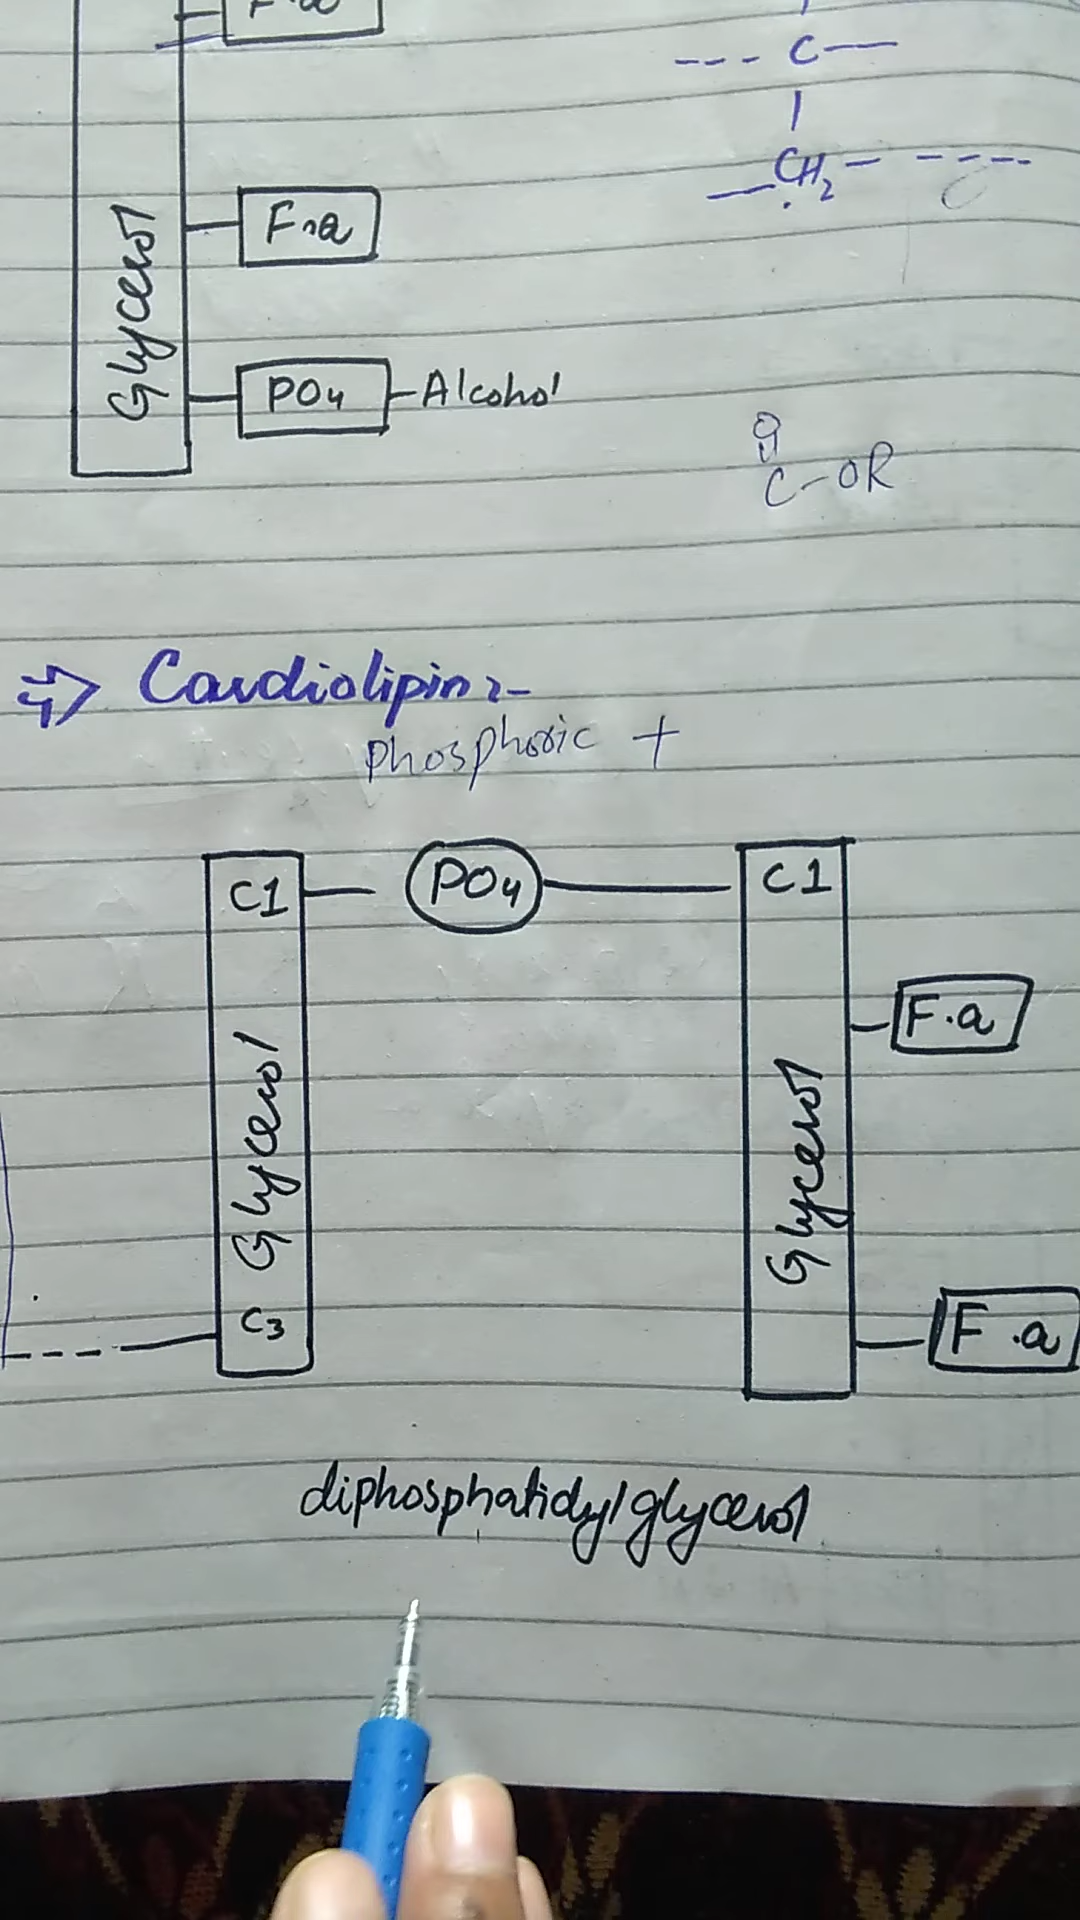 F.a
C
CH2
F.a
Glycerol
PO4
Alcohol
O
C-OR
⇒ Cardiolipin:-
phosphoric +
C1
PO4
C1
F.a
Glycerol
Glycerol
C3
F.a
diphosphatidylglycerol